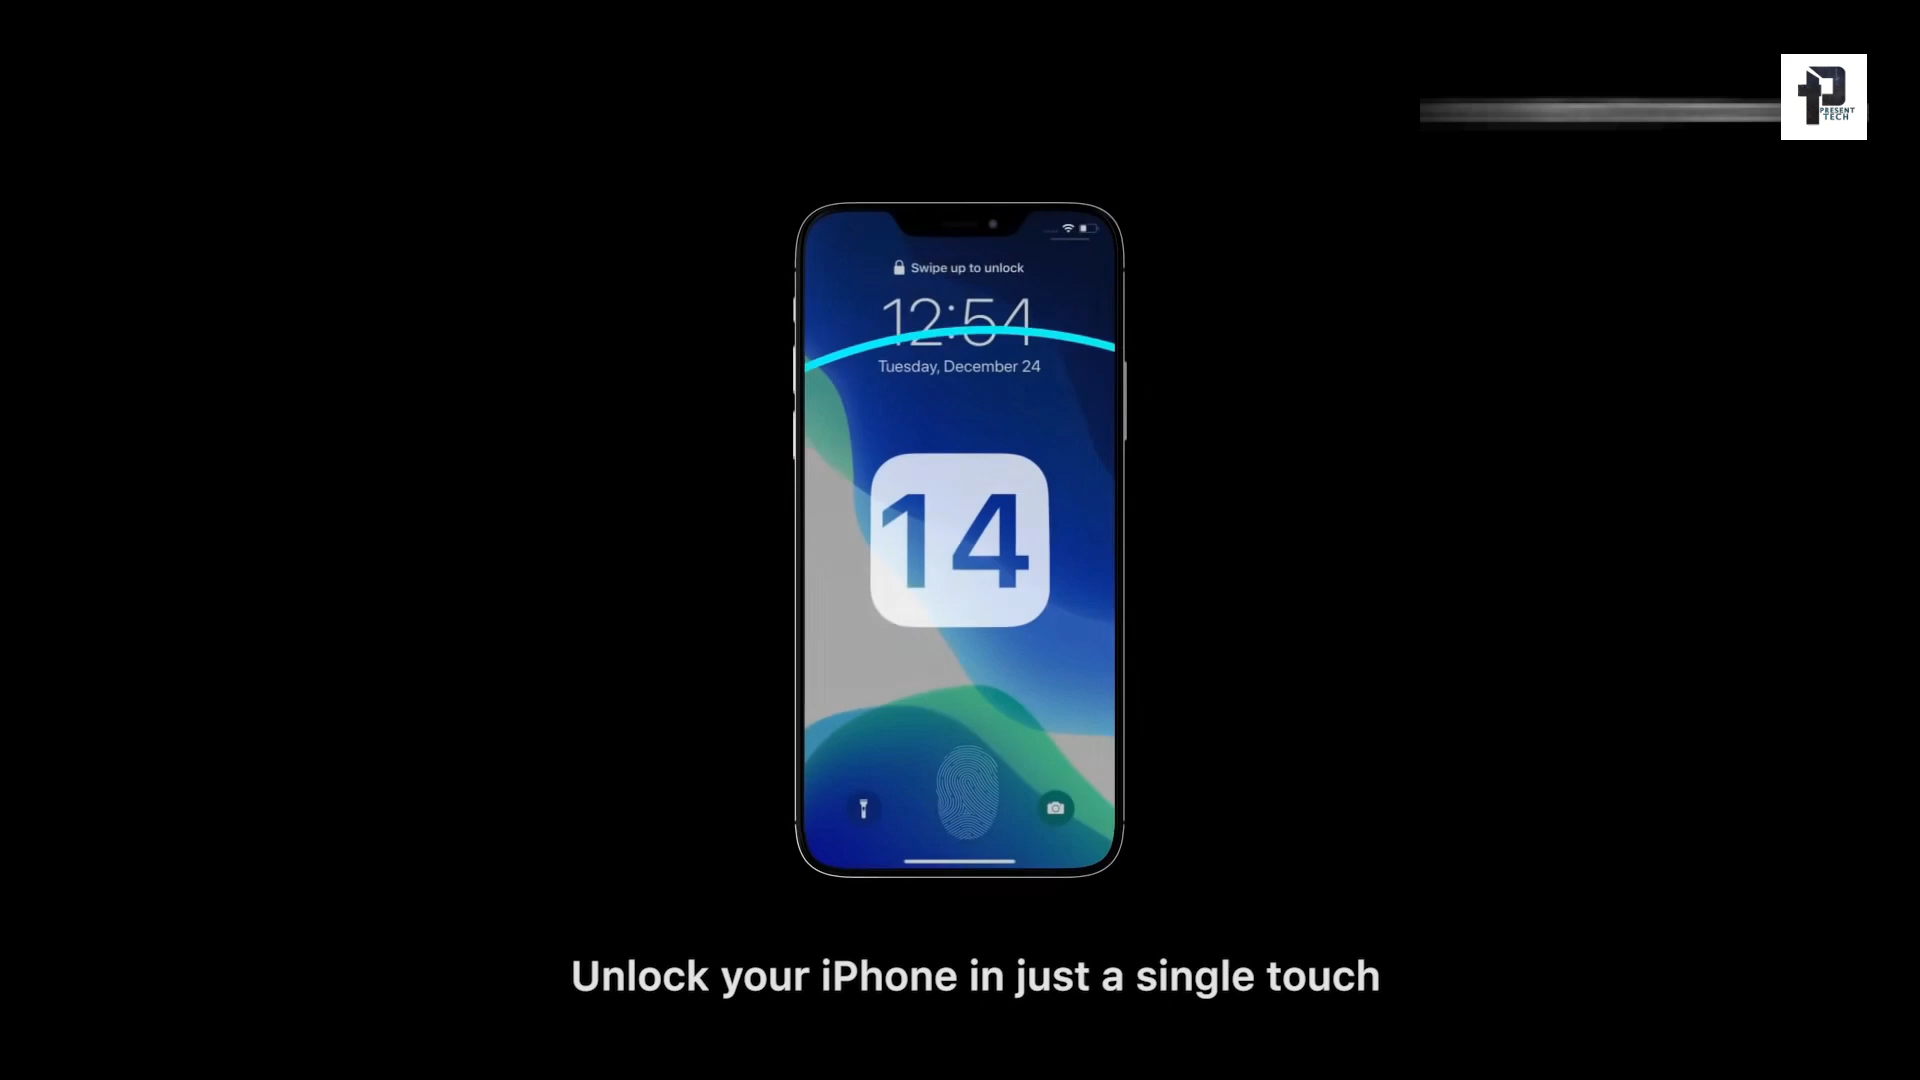 PRESENT
TECH
Swipe up to unlock
12:54
Tuesday, December 24
14
Unlock your iPhone in just a single touch